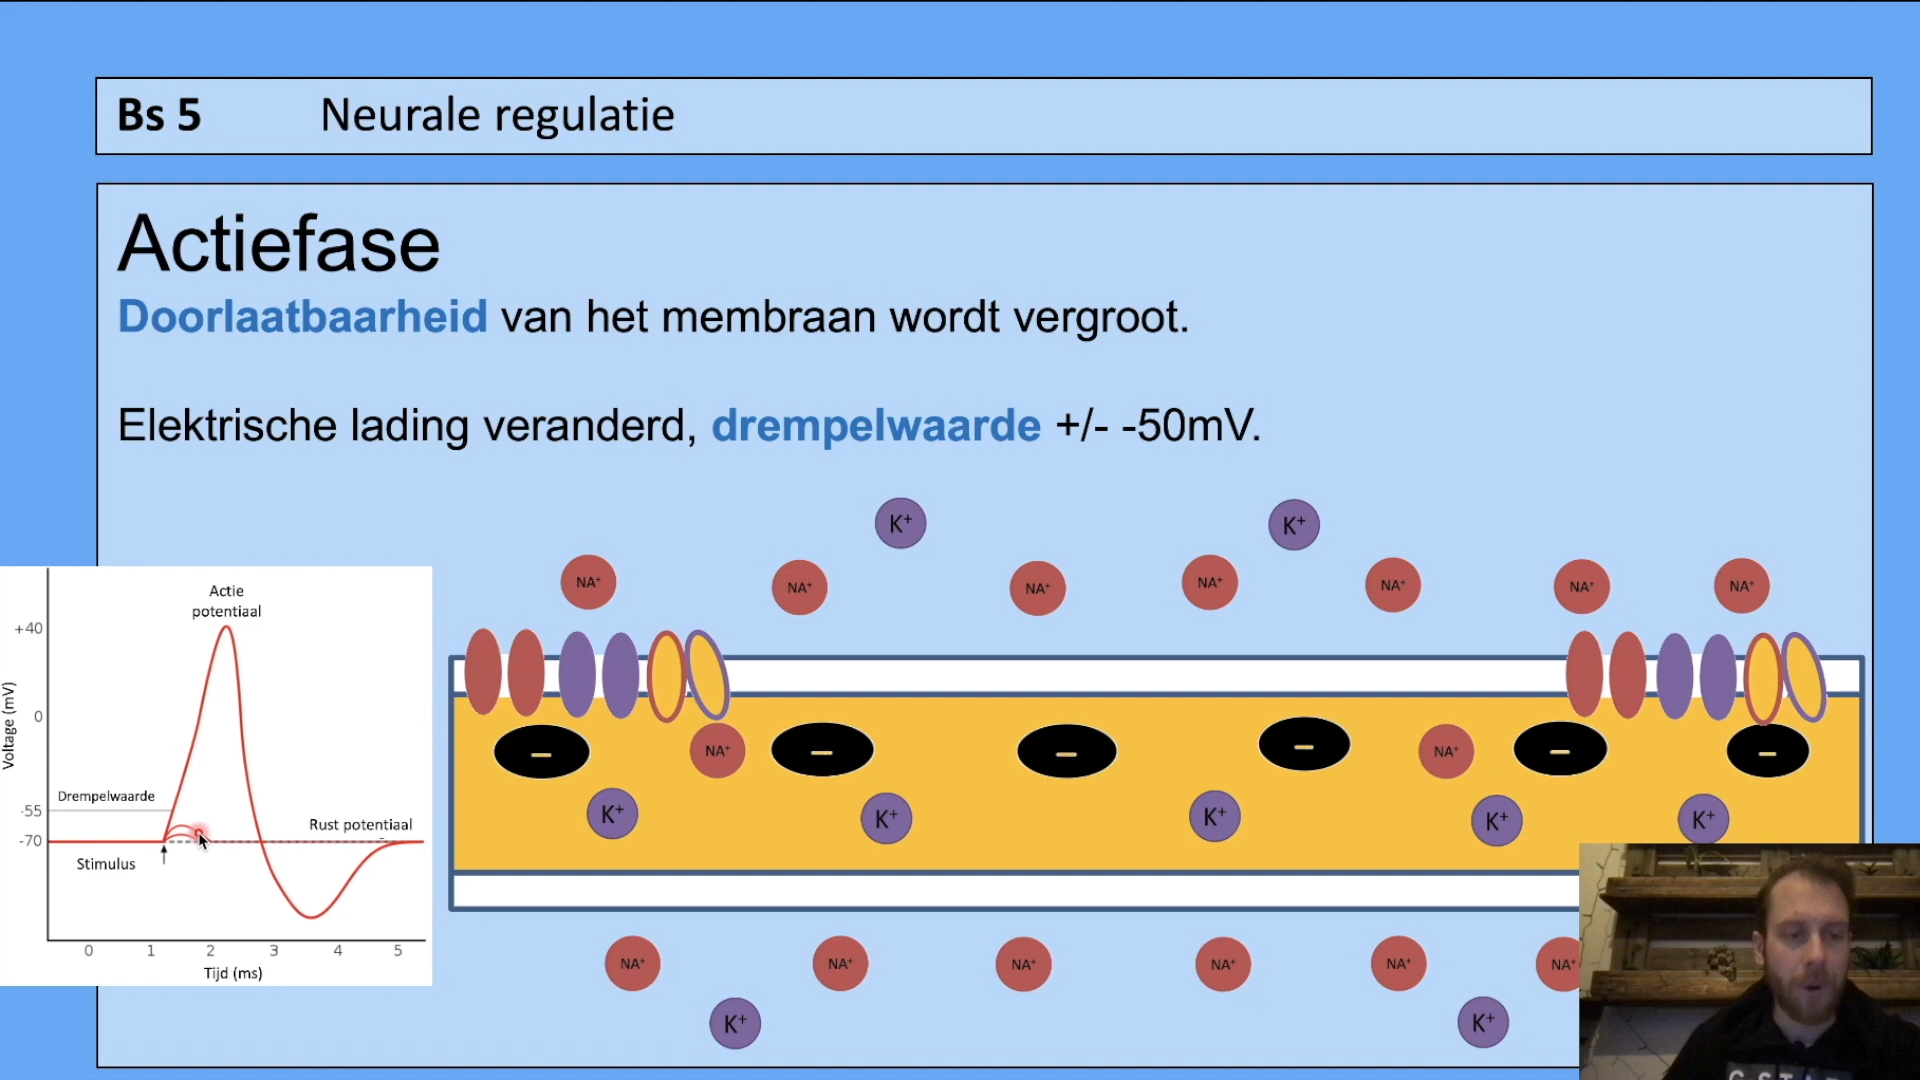 Bs 5 Neurale regulatie
Actiefase
Doorlaatbaarheid van het membraan wordt vergroot.
Elektrische lading veranderd, drempelwaarde +/- -50mV.
K⁺ K⁺
NA⁺ NA⁺ NA⁺ NA⁺ NA⁺ NA⁺ NA⁺
– NA⁺ – – – NA⁺ – –
K⁺ K⁺ K⁺ K⁺ K⁺
NA⁺ NA⁺ NA⁺ NA⁺ NA⁺ NA⁺
K⁺ K⁺
Actie
potentiaal
+40
0
-55
-70
Voltage (mV)
Drempelwaarde
Rust potentiaal
Stimulus
0 1 2 3 4 5
Tijd (ms)